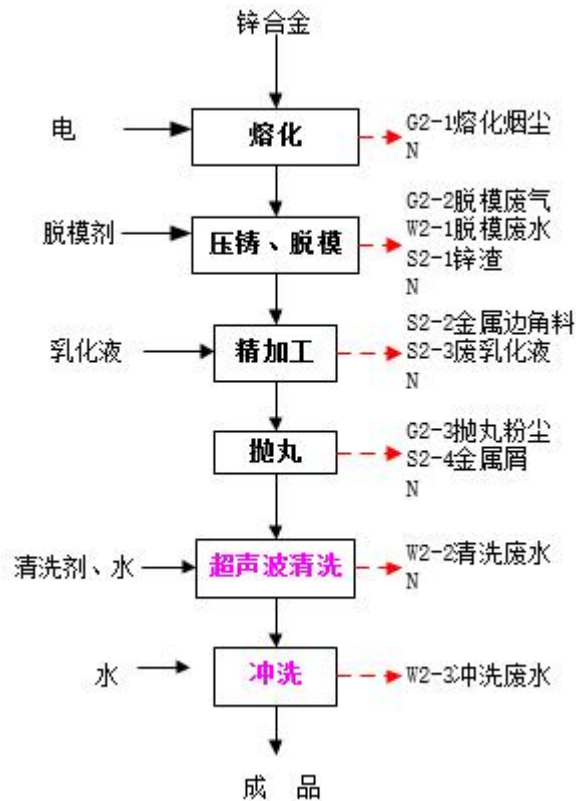 锌合金
电
熔化
G2-1熔化烟尘
N
脱模剂
压铸、脱模
G2-2脱模废气
W2-1脱模废水
S2-1锌渣
N
乳化液
精加工
S2-2金属边角料
S2-3废乳化液
N
抛丸
G2-3抛丸粉尘
S2-4金属屑
N
清洗剂、水
超声波清洗
W2-2清洗废水
N
水
冲洗
W2-3冲洗废水
成 品